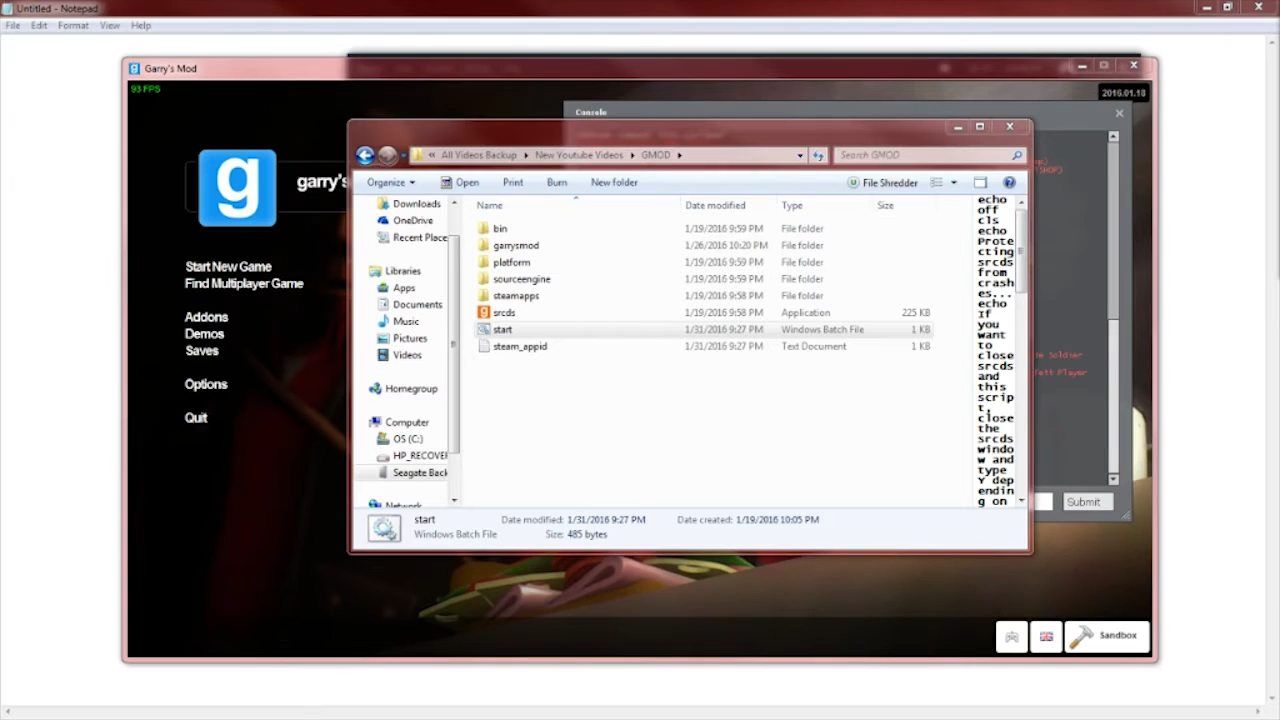 Untitled - Notepad
File Edit Format View Help
Garry's Mod
93 FPS
2016.01.18
Console
garry's
Start New Game
Find Multiplayer Game
Addons
Demos
Saves
Options
Quit
« All Videos Backup New Youtube Videos GMOD
Search GMOD
Organize Open Print Burn New folder File Shredder
Downloads
OneDrive
Recent Place
Libraries
Apps
Documents
Music
Pictures
Videos
Homegroup
Computer
OS (C:)
HP_RECOVE
Seagate Back
Network
Name Date modified Type Size
bin 1/19/2016 9:59 PM File folder
garrysmod 1/26/2016 10:20 PM File folder
platform 1/19/2016 9:59 PM File folder
sourceengine 1/19/2016 9:59 PM File folder
steamapps 1/19/2016 9:58 PM File folder
srcds 1/19/2016 9:58 PM Application 225 KB
start 1/31/2016 9:27 PM Windows Batch File 1 KB
steam_appid 1/31/2016 9:27 PM Text Document 1 KB
echo
off
cls
echo
Prote
cting
srcds
from
crash
es...
echo
If
you
want
to
close
srcds
and
this
scrip
t,
close
the
srcds
windo
w and
type
Y dep
endin
g on
SHOP)
le Soldier
Player
Submit
start Date modified: 1/31/2016 9:27 PM Date created: 1/19/2016 10:05 PM
Windows Batch File Size: 485 bytes
Sandbox